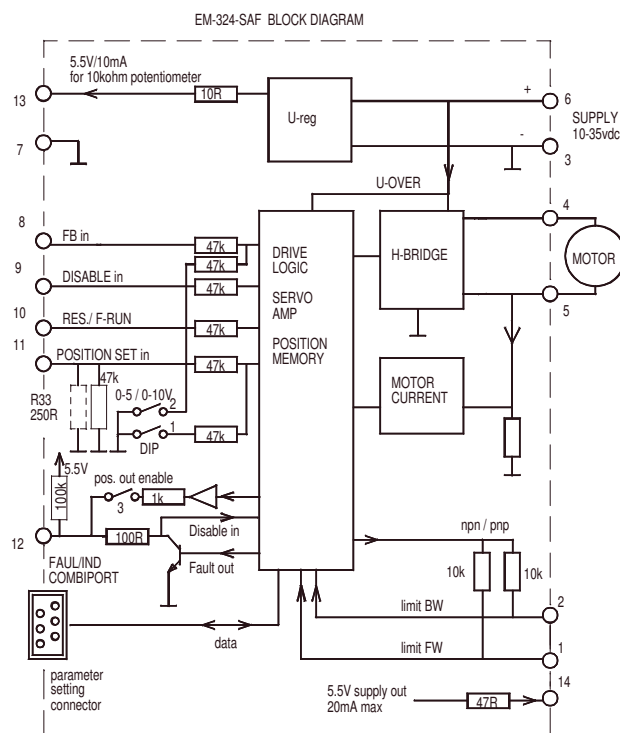 EM-324-SAF BLOCK DIAGRAM
5.5V/10mA
for 10kohm potentiometer
13
10R
U-reg
+
6
SUPPLY
10-35vdc
7
-
3
U-OVER
4
8
FB in
47k
47k
DRIVE
LOGIC
H-BRIDGE
MOTOR
9
DISABLE in
47k
SERVO
AMP
5
10
RES./ F-RUN
47k
11
POSITION SET in
47k
POSITION
MEMORY
MOTOR
CURRENT
R33
250R
47k
0-5 / 0-10V
2
1
DIP
47k
5.5V
100k
pos. out enable
3
1k
12
100R
Disable in
npn / pnp
FAUL/IND
COMBIPORT
Fault out
10k
10k
limit BW
2
data
limit FW
1
parameter
setting
connector
5.5V supply out
20mA max
47R
14